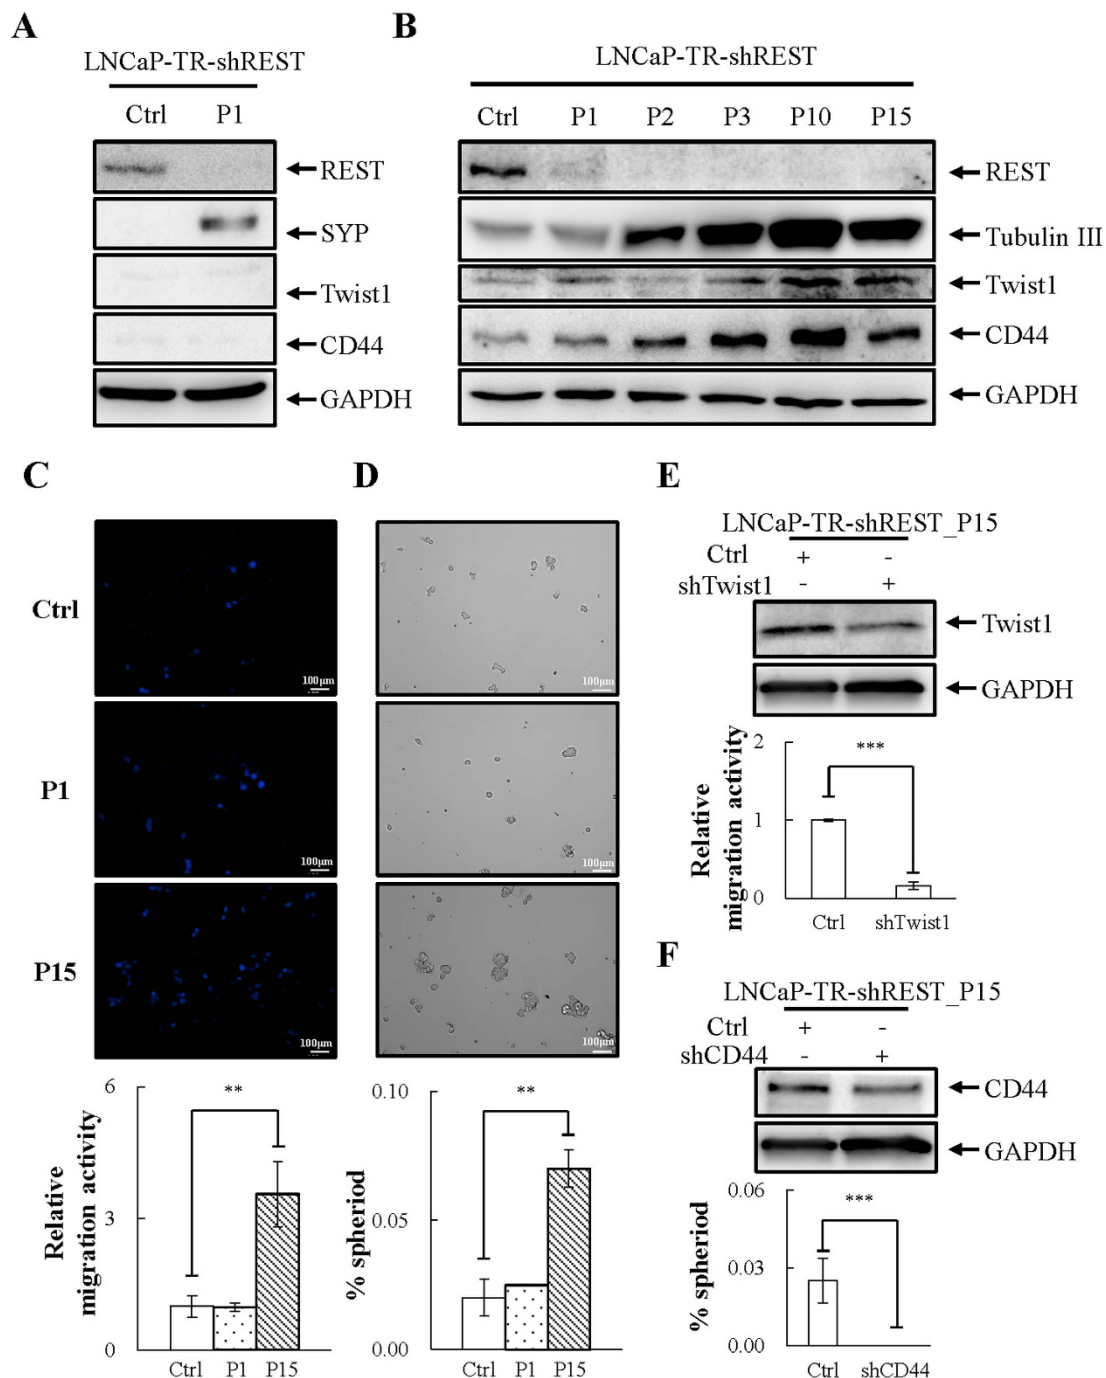 A
LNCaP-TR-shREST
Ctrl P1
REST
SYP
Twist1
CD44
GAPDH
B
LNCaP-TR-shREST
Ctrl P1 P2 P3 P10 P15
REST
Tubulin III
Twist1
CD44
GAPDH
C
Ctrl
100μm
P1
100μm
P15
100μm
Relative
migration activity
6
3
0
**
Ctrl P1 P15
D
100μm
100μm
100μm
% spheriod
0.10
0.05
0.00
**
Ctrl P1 P15
E
LNCaP-TR-shREST_P15
Ctrl + -
shTwist1 - +
Twist1
GAPDH
Relative
migration activity
2
1
0
***
Ctrl shTwist1
F
LNCaP-TR-shREST_P15
Ctrl + -
shCD44 - +
CD44
GAPDH
% spheriod
0.06
0.03
0.00
***
Ctrl shCD44